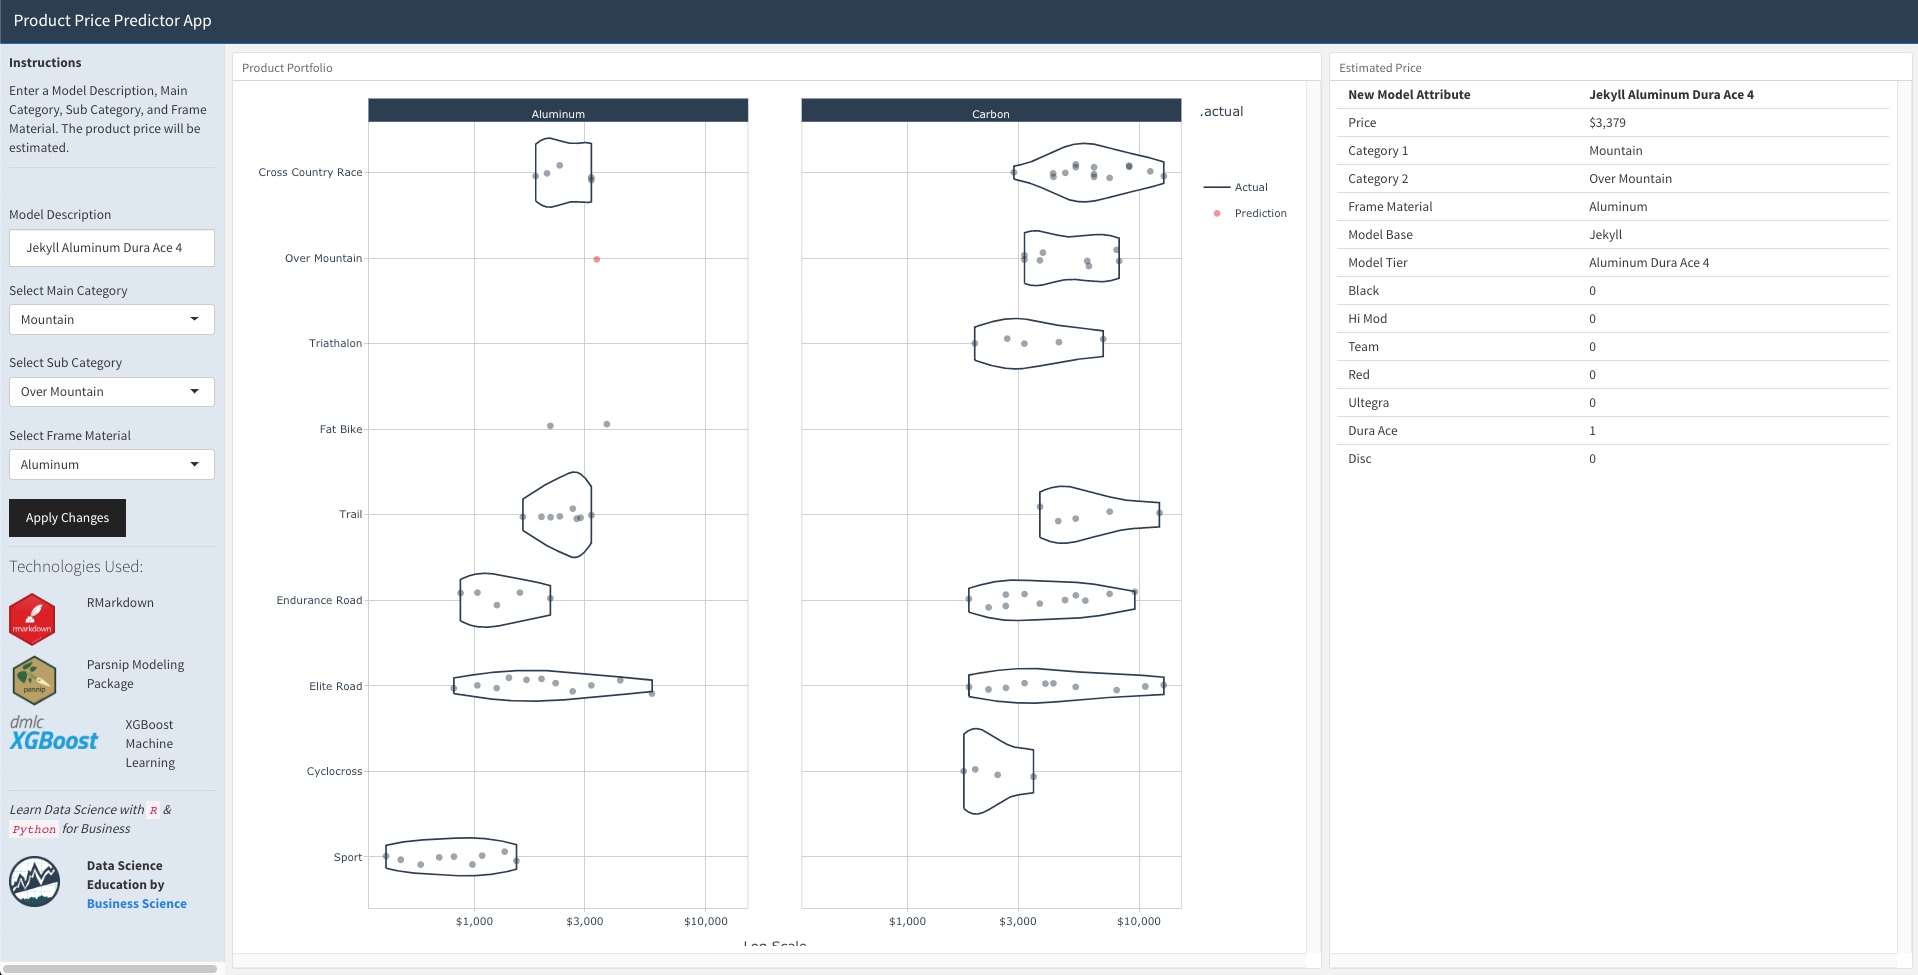 Product Price Predictor App
Instructions
Enter a Model Description, Main
Category, Sub Category, and Frame
Material. The product price will be
estimated.
Model Description
Jekyll Aluminum Dura Ace 4
Select Main Category
Mountain
Select Sub Category
Over Mountain
Select Frame Material
Aluminum
Apply Changes
Technologies Used:
rmarkdown
RMarkdown
parsnip
Parsnip Modeling
Package
dmlc
XGBoost
XGBoost
Machine
Learning
Learn Data Science with R &
Python for Business
Data Science
Education by
Business Science
Product Portfolio
Aluminum
Carbon
.actual
Actual
Prediction
Cross Country Race
Over Mountain
Triathalon
Fat Bike
Trail
Endurance Road
Elite Road
Cyclocross
Sport
$1,000
$3,000
$10,000
$1,000
$3,000
$10,000
Log Scale
Estimated Price
New Model Attribute Jekyll Aluminum Dura Ace 4
Price $3,379
Category 1 Mountain
Category 2 Over Mountain
Frame Material Aluminum
Model Base Jekyll
Model Tier Aluminum Dura Ace 4
Black 0
Hi Mod 0
Team 0
Red 0
Ultegra 0
Dura Ace 1
Disc 0